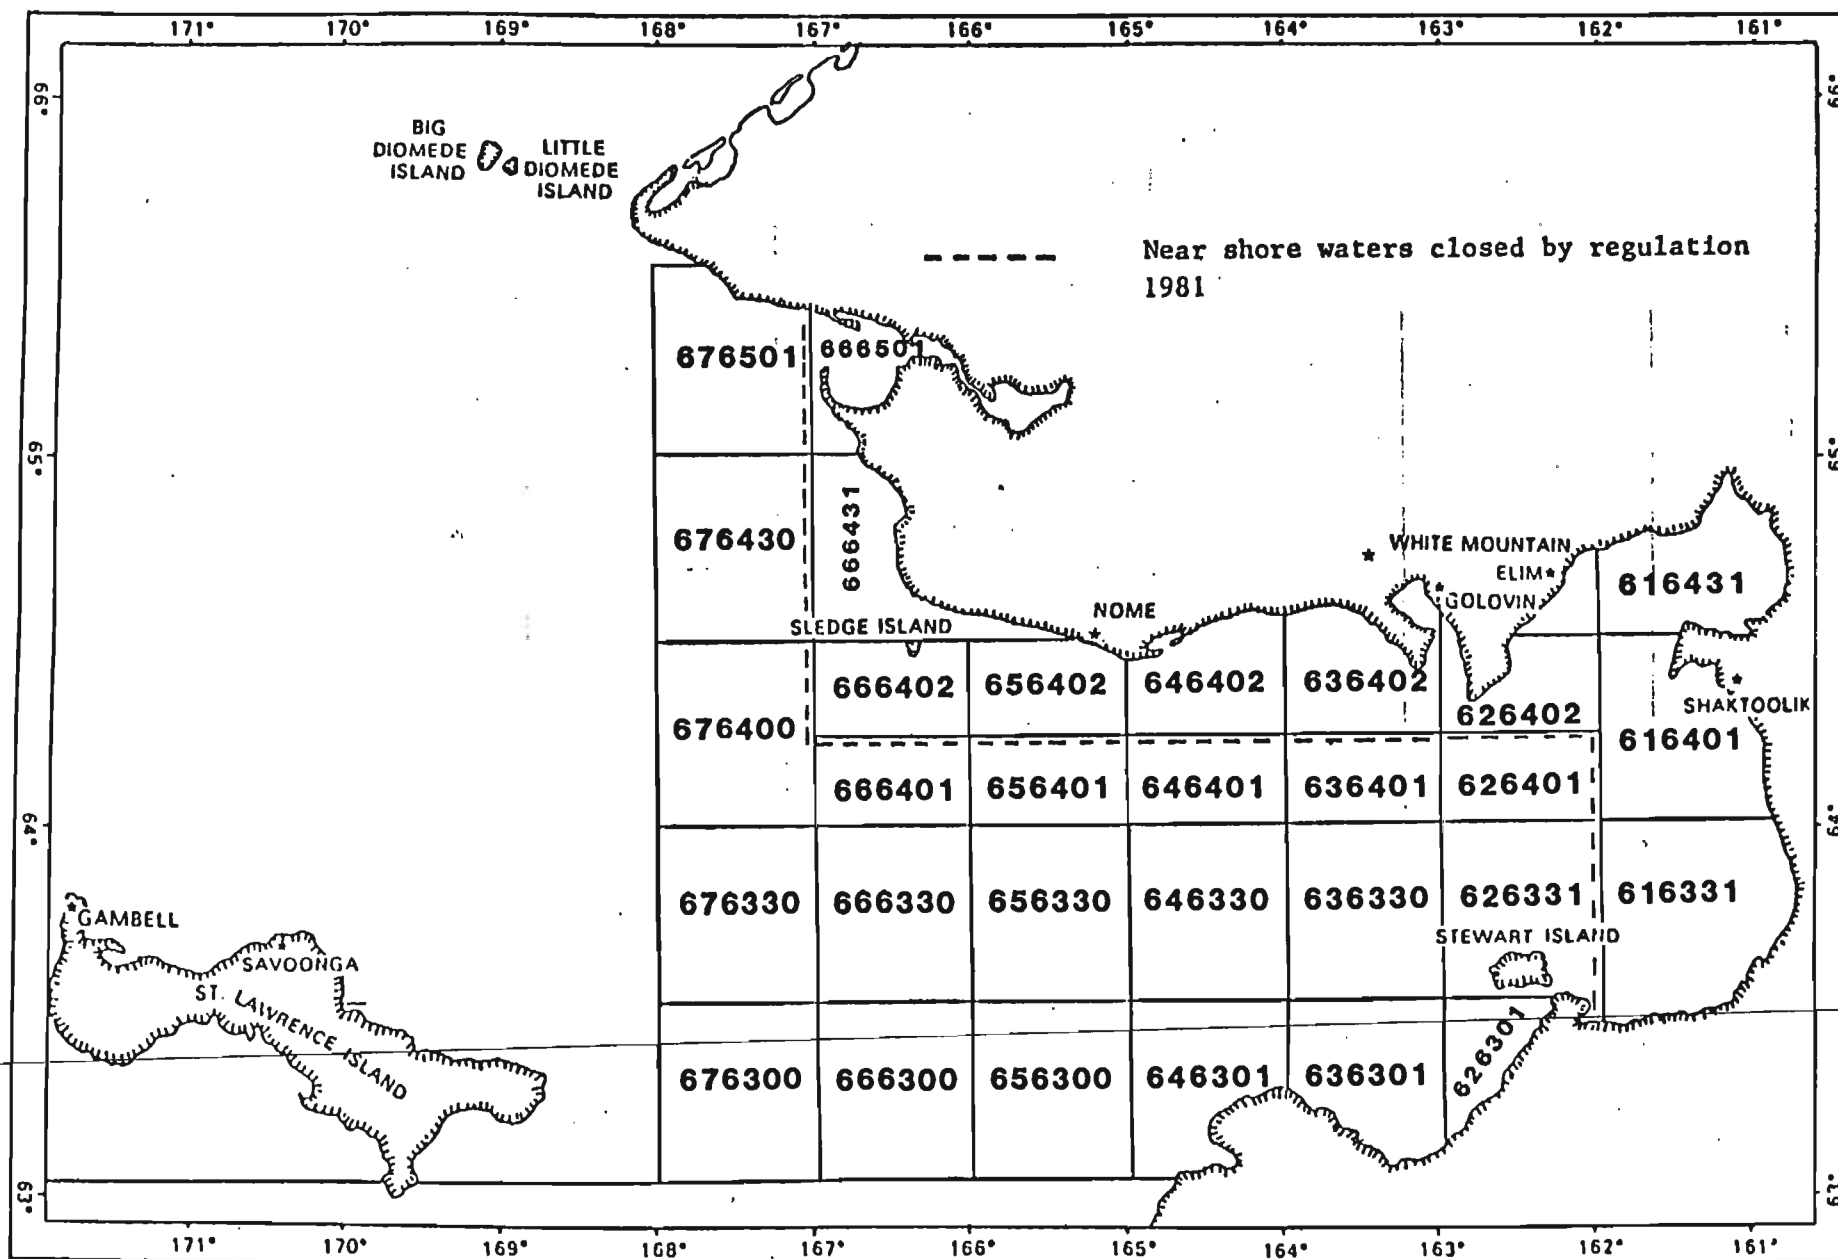 171° 170° 169° 168° 167° 166° 165° 164° 163° 162° 161°
66° 66°
BIG
DIOMEDE
ISLAND
LITTLE
DIOMEDE
ISLAND
Near shore waters closed by regulation
1981
676501 666501
65° 65°
676430 666431
WHITE MOUNTAIN
ELIM
GOLOVIN
616431
NOME
SLEDGE ISLAND
666402 656402 646402 636402
626402
SHAKTOOLIK
676400
616401
666401 656401 646401 636401 626401
64° 64°
676330 666330 656330 646330 636330 626331 616331
STEWART ISLAND
GAMBELL
SAVOONGA
ST. LAWRENCE ISLAND
676300 666300 656300 646301 636301 626301
63° 63°
171° 170° 169° 168° 167° 166° 165° 164° 163° 162° 161°